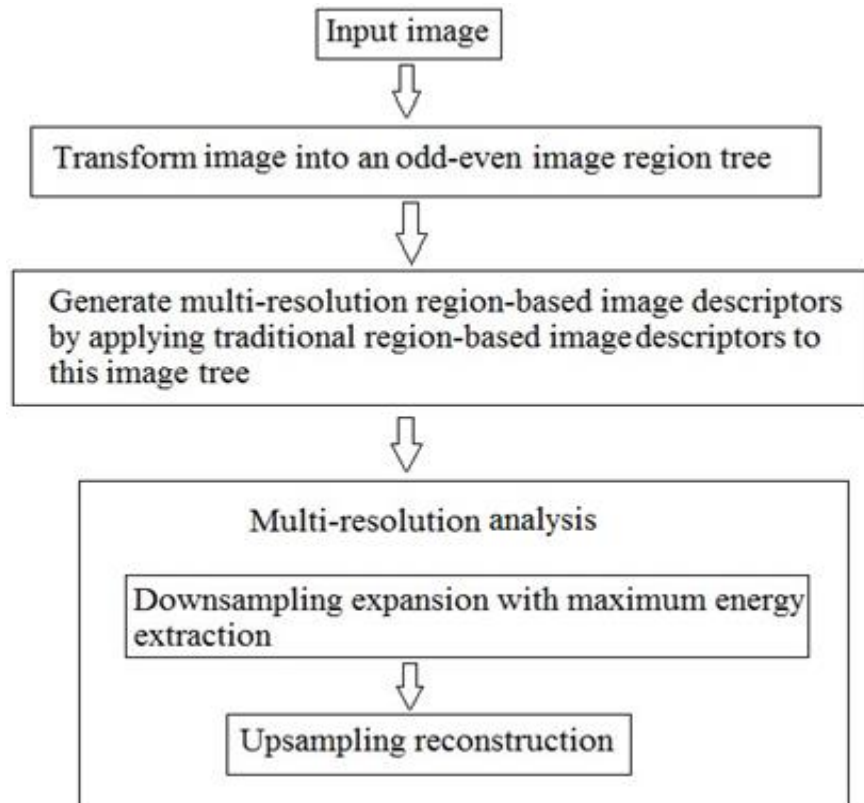 Input image
Transform image into an odd-even image region tree
Generate multi-resolution region-based image descriptors
by applying traditional region-based image descriptors to
this image tree
Multi-resolution analysis
Downsampling expansion with maximum energy
extraction
Upsampling reconstruction